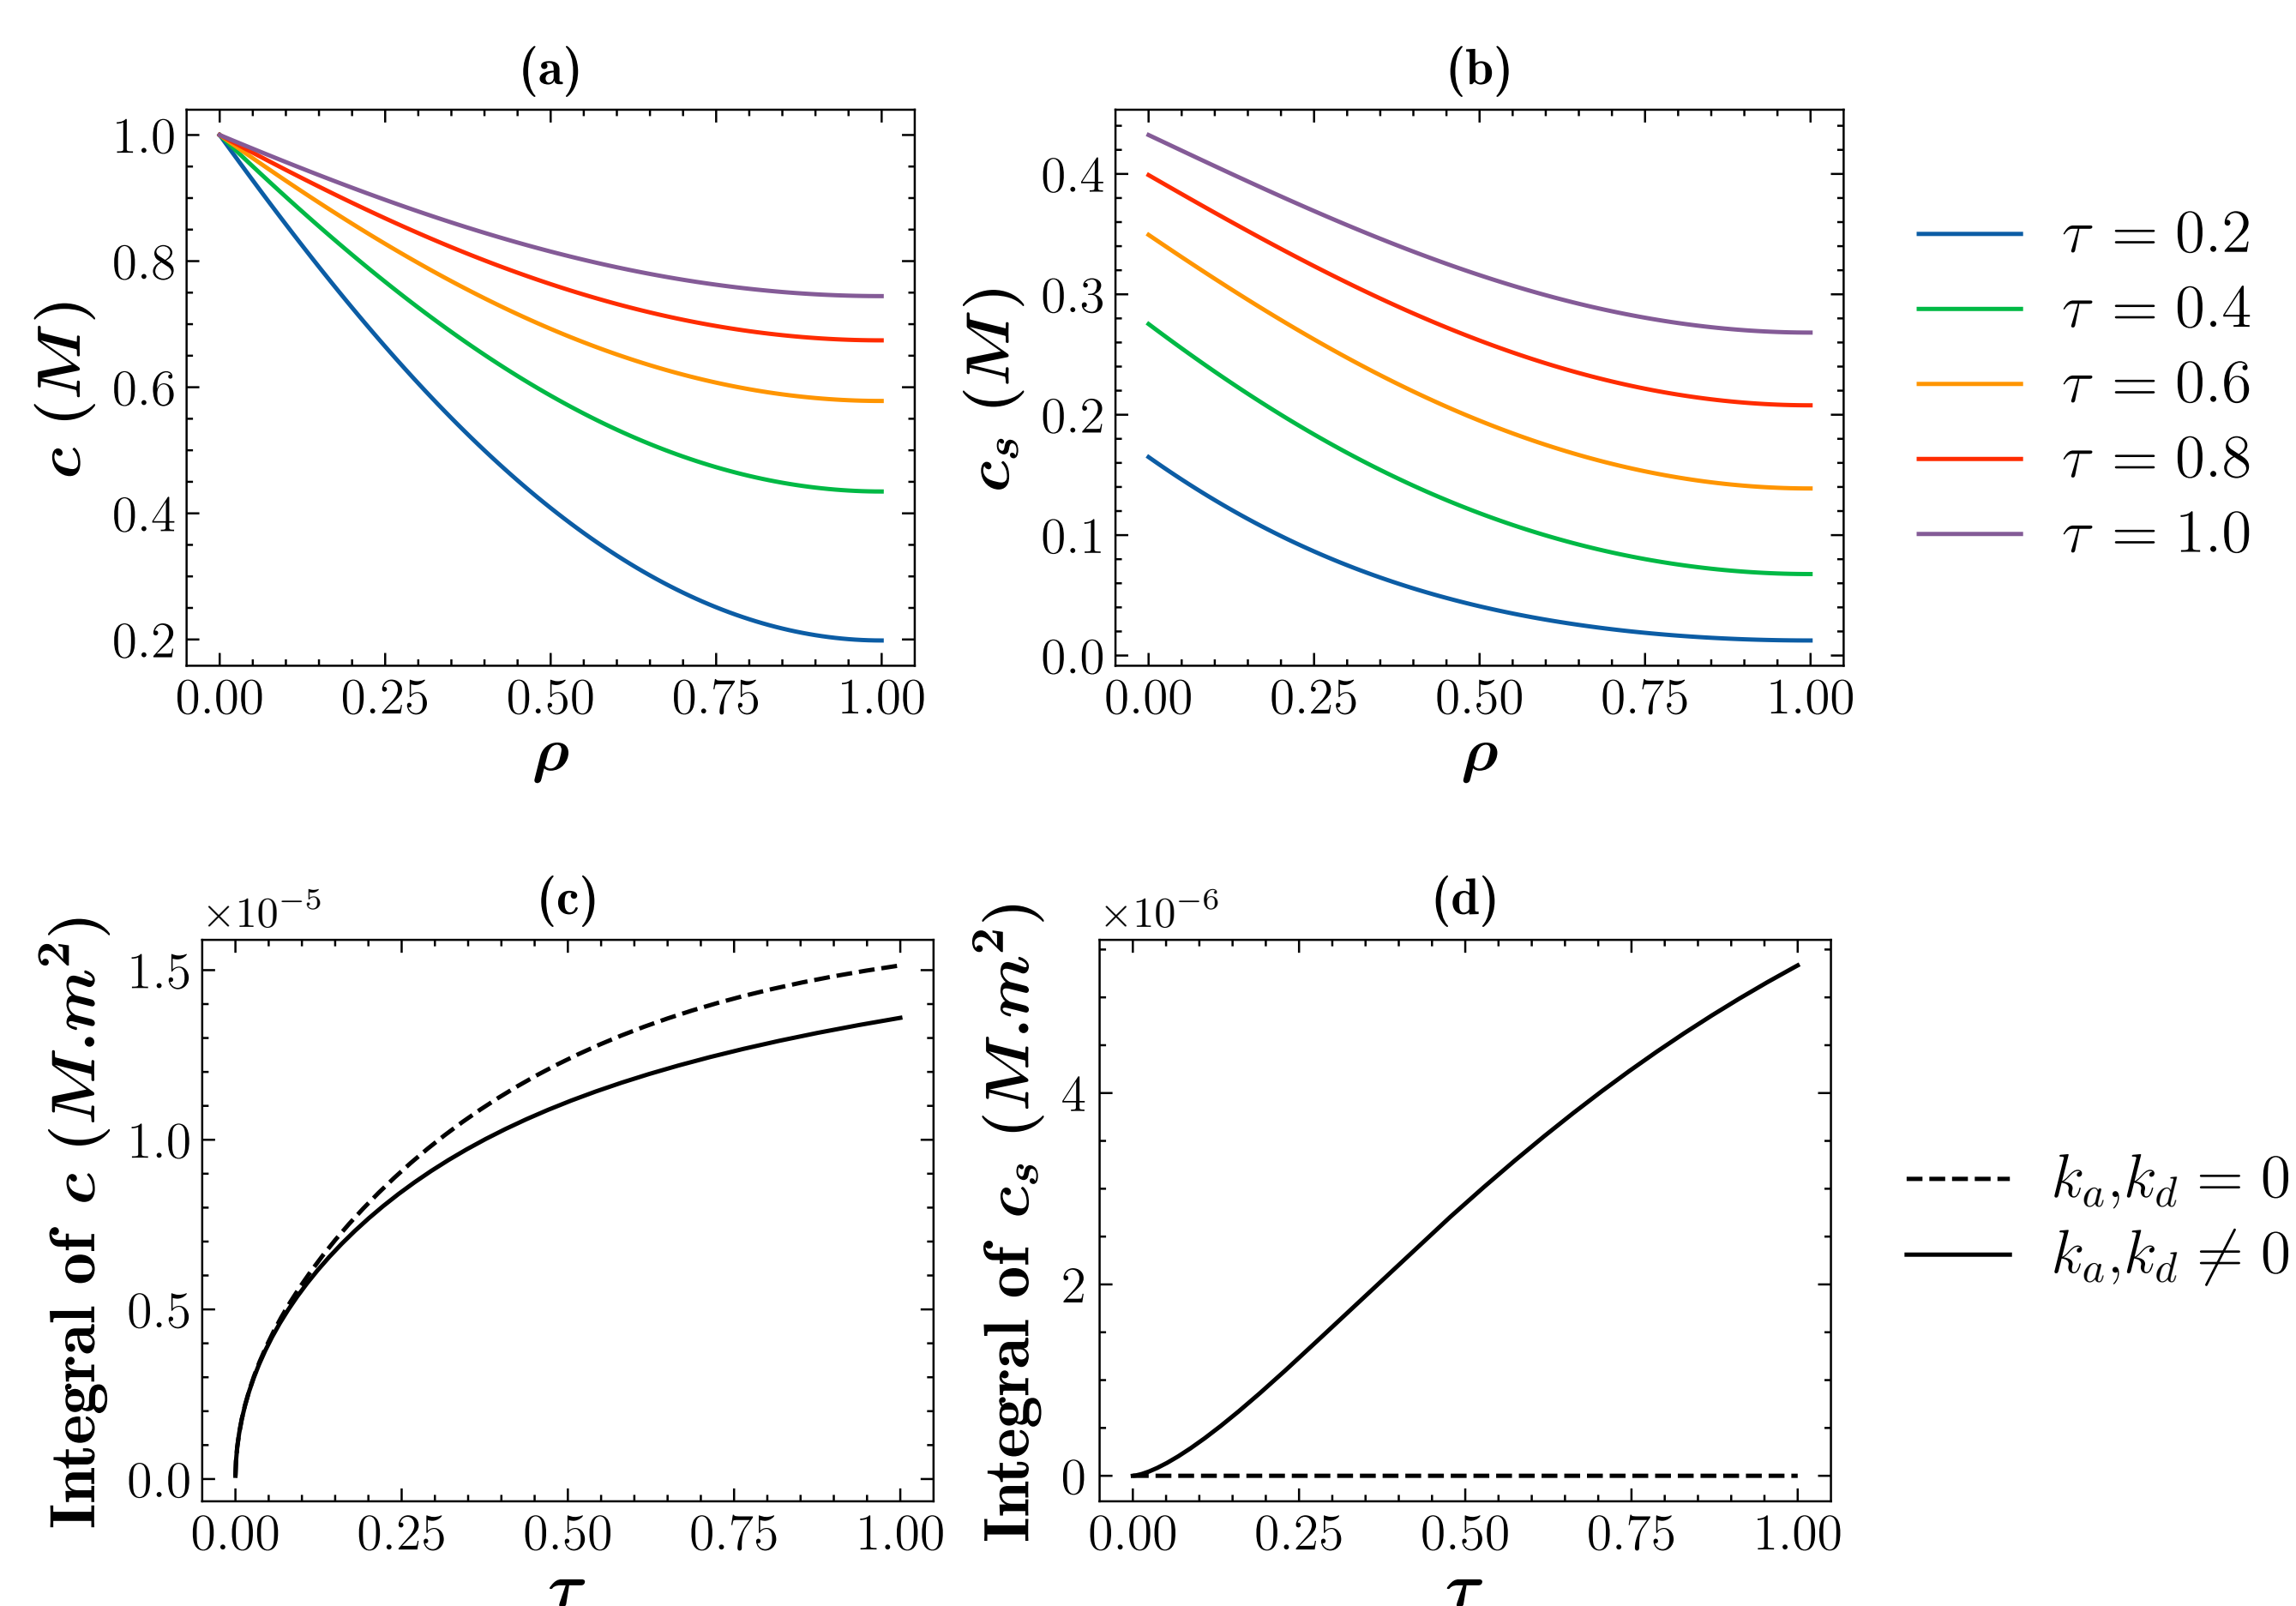 (a)
1.0
0.8
0.6
0.4
0.2
c (M)
0.00 0.25 0.50 0.75 1.00
ρ
(b)
0.4
0.3
0.2
0.1
0.0
c_s (M)
0.00 0.25 0.50 0.75 1.00
ρ
τ = 0.2
τ = 0.4
τ = 0.6
τ = 0.8
τ = 1.0
(c)
×10⁻⁵
1.5
1.0
0.5
0.0
Integral of c (M.m²)
0.00 0.25 0.50 0.75 1.00
τ
(d)
×10⁻⁶
4
2
0
Integral of c_s (M.m²)
0.00 0.25 0.50 0.75 1.00
τ
k_a,k_d = 0
k_a,k_d ≠ 0